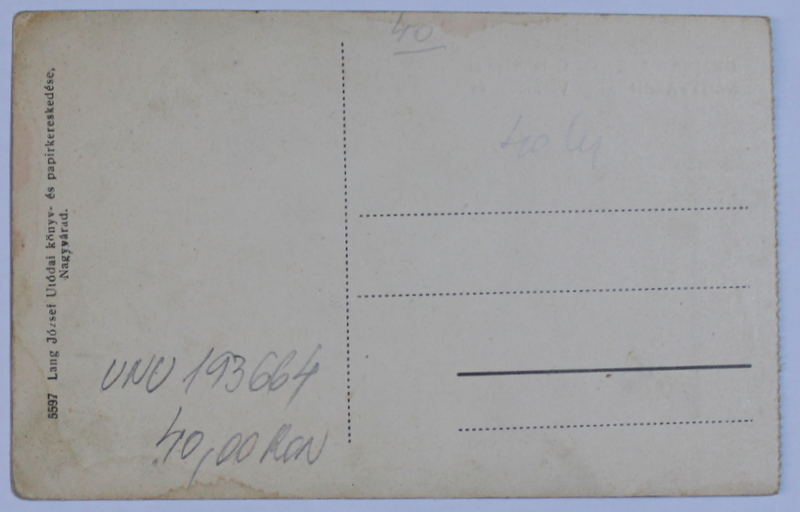 5597 Lang József Utódai könyv- és papirkereskedése,
Nagyvárad.
40
40 lei
UNU 193664
40,00 RON